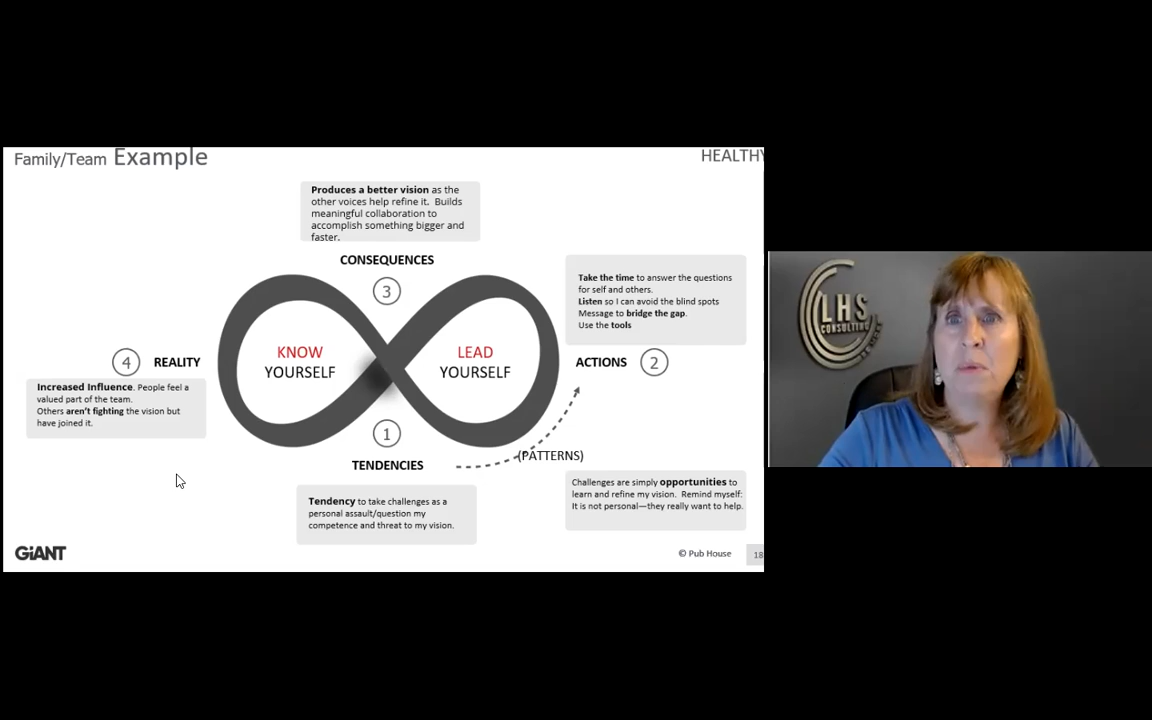 Family/Team Example
HEALTHY
Produces a better vision as the
other voices help refine it. Builds
meaningful collaboration to
accomplish something bigger and
faster.
CONSEQUENCES
3
Take the time to answer the questions
for self and others.
Listen so I can avoid the blind spots
Message to bridge the gap.
Use the tools
4 REALITY
KNOW
YOURSELF
LEAD
YOURSELF
ACTIONS 2
Increased Influence. People feel a
valued part of the team.
Others aren't fighting the vision but
have joined it.
1
TENDENCIES
(PATTERNS)
Tendency to take challenges as a
personal assault/question my
competence and threat to my vision.
Challenges are simply opportunities to
learn and refine my vision. Remind myself:
It is not personal—they really want to help.
GiANT
© Pub House
18
LHS
CONSULTING